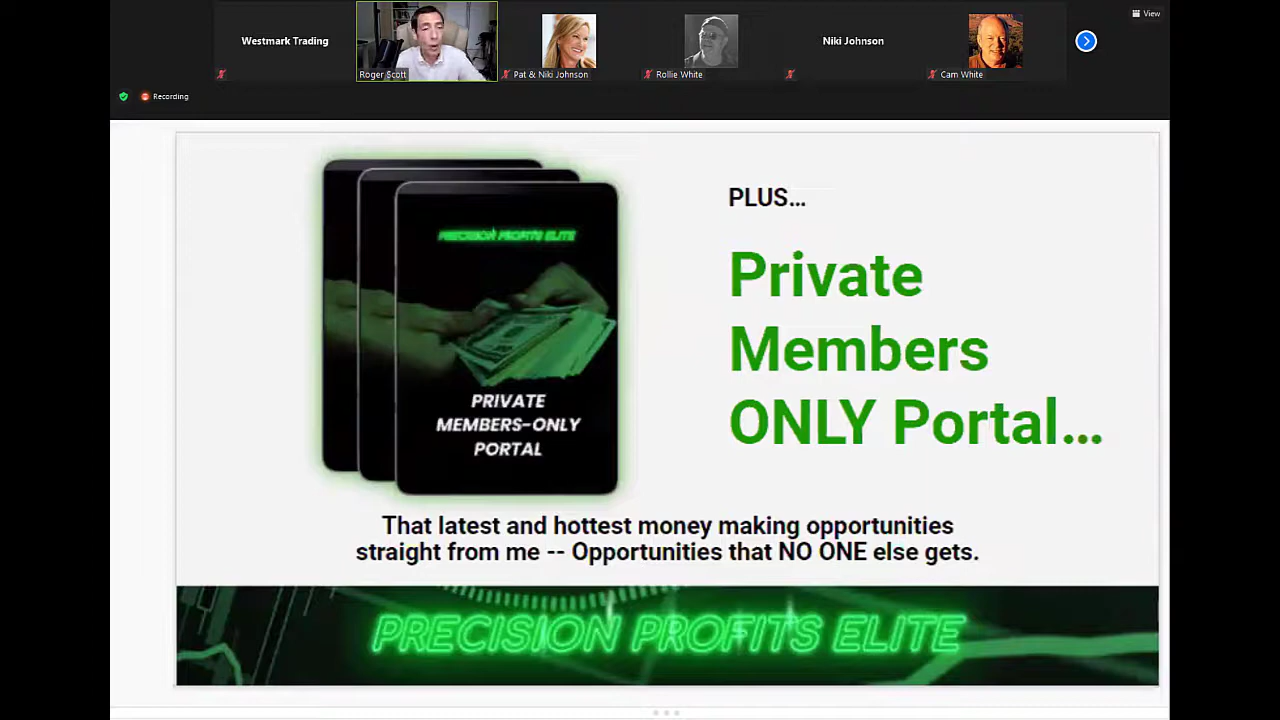 View
Westmark Trading
Roger Scott
Pat & Niki Johnson
Rollie White
Niki Johnson
Cam White
Recording
PRECISION PROFITS ELITE
PRIVATE
MEMBERS-ONLY
PORTAL
PLUS...
Private
Members
ONLY Portal...
That latest and hottest money making opportunities
straight from me -- Opportunities that NO ONE else gets.
PRECISION PROFITS ELITE